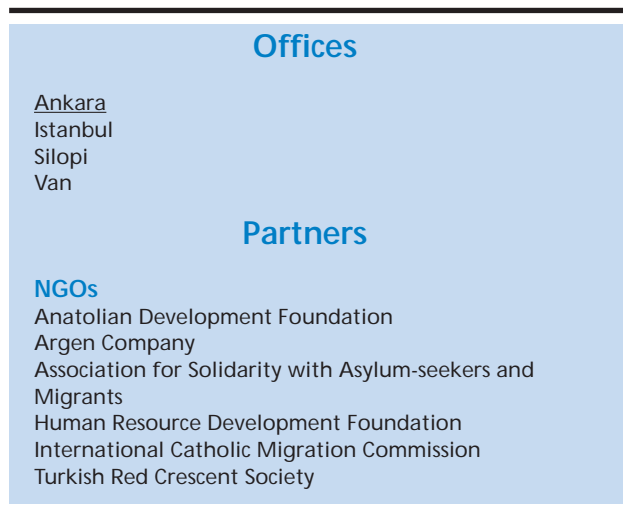 Offices
Ankara
Istanbul
Silopi
Van
Partners
NGOs
Anatolian Development Foundation
Argen Company
Association for Solidarity with Asylum-seekers and
Migrants
Human Resource Development Foundation
International Catholic Migration Commission
Turkish Red Crescent Society